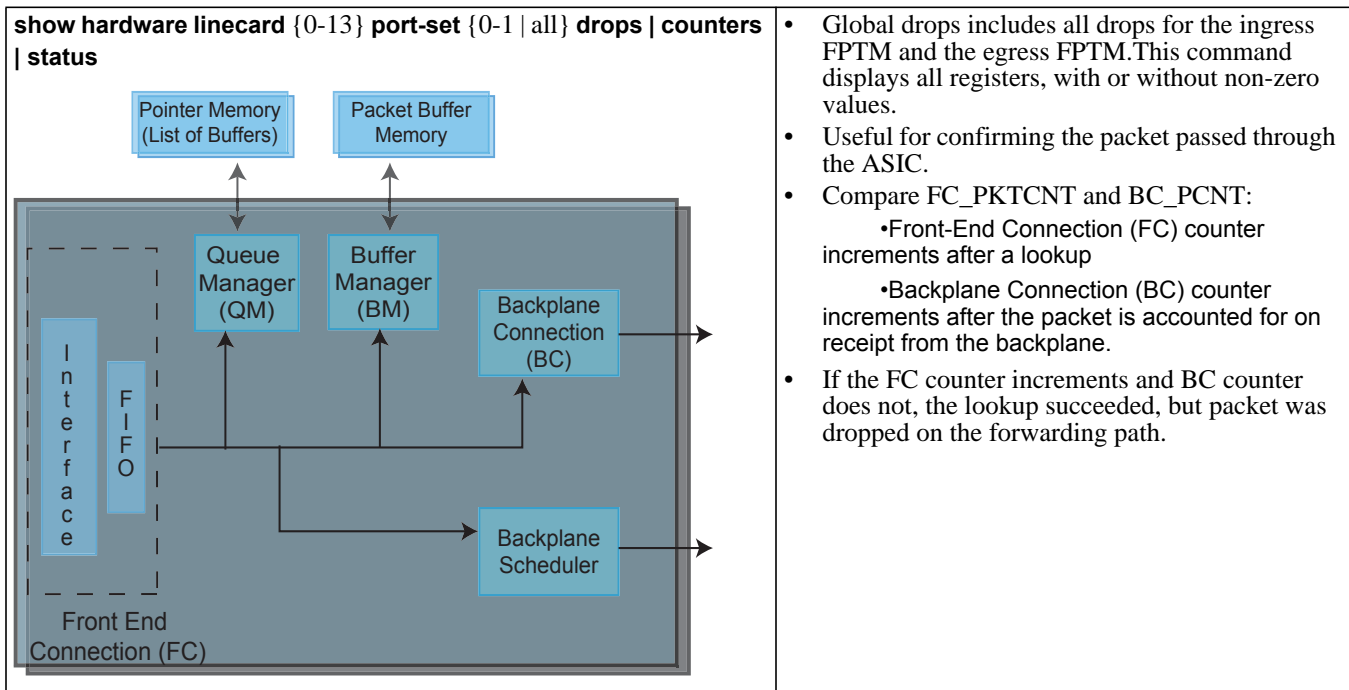 show hardware linecard {0-13} port-set {0-1 | all} drops | counters
| status
Pointer Memory
(List of Buffers)
Packet Buffer
Memory
Queue
Manager
(QM)
Buffer
Manager
(BM)
Backplane
Connection
(BC)
Interface
FIFO
Backplane
Scheduler
Front End
Connection (FC)
• Global drops includes all drops for the ingress
FPTM and the egress FPTM.This command
displays all registers, with or without non-zero
values.
• Useful for confirming the packet passed through
the ASIC.
• Compare FC_PKTCNT and BC_PCNT:
•Front-End Connection (FC) counter
increments after a lookup
•Backplane Connection (BC) counter
increments after the packet is accounted for on
receipt from the backplane.
• If the FC counter increments and BC counter
does not, the lookup succeeded, but packet was
dropped on the forwarding path.